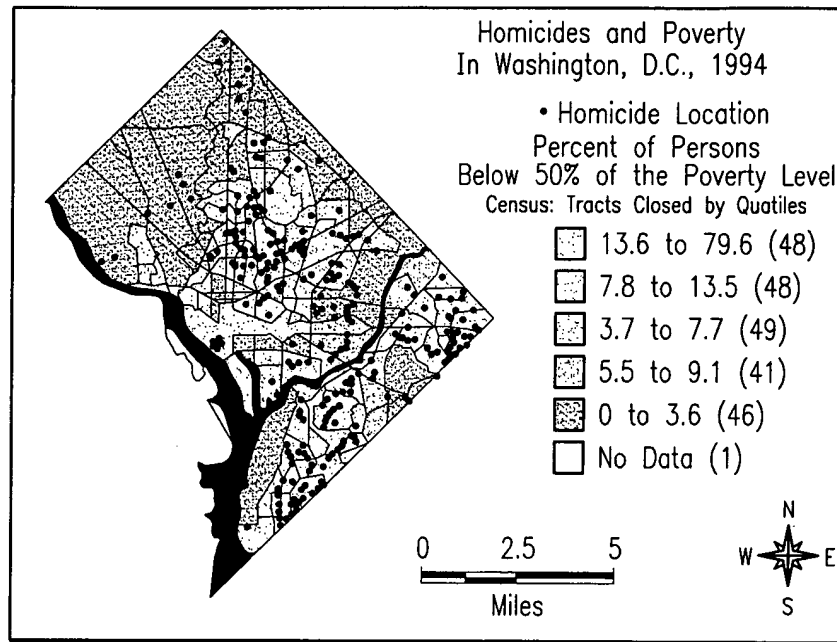 Homicides and Poverty
In Washington, D.C., 1994
• Homicide Location
Percent of Persons
Below 50% of the Poverty Level
Census: Tracts Closed by Quatiles
13.6 to 79.6 (48)
7.8 to 13.5 (48)
3.7 to 7.7 (49)
5.5 to 9.1 (41)
0 to 3.6 (46)
No Data (1)
0 2.5 5
Miles
N
W E
S